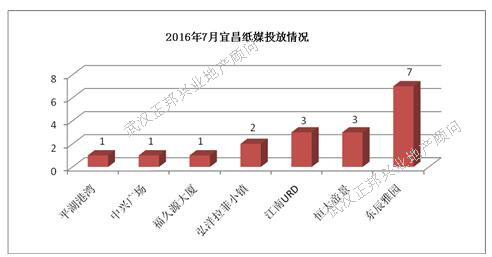 2016年7月宜昌纸媒投放情况
8
6
4
2
0
1
1
1
2
3
3
7
平湖港湾
中兴广场
福久源大厦
弘洋拉菲小镇
江南URD
恒大帝景
东辰雅园
武汉正邦兴业地产顾问
武汉正邦兴业地产顾问